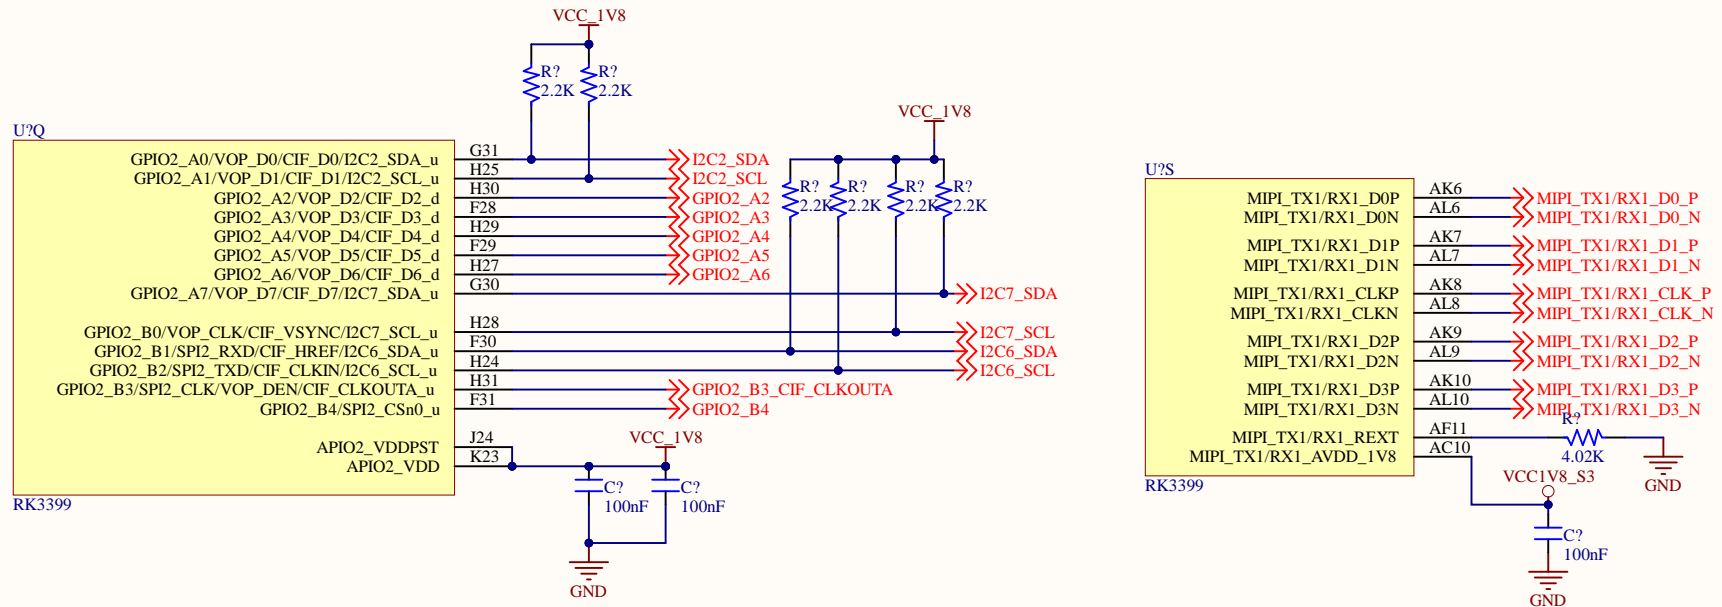 VCC_1V8
R?
2.2K
R?
2.2K
VCC_1V8
R?
2.2K
R?
2.2K
R?
2.2K
R?
2.2K
U?Q
GPIO2_A0/VOP_D0/CIF_D0/I2C2_SDA_u G31 I2C2_SDA
GPIO2_A1/VOP_D1/CIF_D1/I2C2_SCL_u H25 I2C2_SCL
GPIO2_A2/VOP_D2/CIF_D2_d H30 GPIO2_A2
GPIO2_A3/VOP_D3/CIF_D3_d F28 GPIO2_A3
GPIO2_A4/VOP_D4/CIF_D4_d H29 GPIO2_A4
GPIO2_A5/VOP_D5/CIF_D5_d F29 GPIO2_A5
GPIO2_A6/VOP_D6/CIF_D6_d H27 GPIO2_A6
GPIO2_A7/VOP_D7/CIF_D7/I2C7_SDA_u G30 I2C7_SDA
GPIO2_B0/VOP_CLK/CIF_VSYNC/I2C7_SCL_u H28 I2C7_SCL
GPIO2_B1/SPI2_RXD/CIF_HREF/I2C6_SDA_u F30 I2C6_SDA
GPIO2_B2/SPI2_TXD/CIF_CLKIN/I2C6_SCL_u H24 I2C6_SCL
GPIO2_B3/SPI2_CLK/VOP_DEN/CIF_CLKOUTA_u H31 GPIO2_B3_CIF_CLKOUTA
GPIO2_B4/SPI2_CSn0_u F31 GPIO2_B4
APIO2_VDDPST J24
APIO2_VDD K23
VCC_1V8
C?
100nF
C?
100nF
GND
RK3399
U?S
MIPI_TX1/RX1_D0P AK6 MIPI_TX1/RX1_D0_P
MIPI_TX1/RX1_D0N AL6 MIPI_TX1/RX1_D0_N
MIPI_TX1/RX1_D1P AK7 MIPI_TX1/RX1_D1_P
MIPI_TX1/RX1_D1N AL7 MIPI_TX1/RX1_D1_N
MIPI_TX1/RX1_CLKP AK8 MIPI_TX1/RX1_CLK_P
MIPI_TX1/RX1_CLKN AL8 MIPI_TX1/RX1_CLK_N
MIPI_TX1/RX1_D2P AK9 MIPI_TX1/RX1_D2_P
MIPI_TX1/RX1_D2N AL9 MIPI_TX1/RX1_D2_N
MIPI_TX1/RX1_D3P AK10 MIPI_TX1/RX1_D3_P
MIPI_TX1/RX1_D3N AL10 MIPI_TX1/RX1_D3_N
MIPI_TX1/RX1_REXT AF11
MIPI_TX1/RX1_AVDD_1V8 AC10
R?
4.02K
GND
VCC1V8_S3
C?
100nF
GND
RK3399